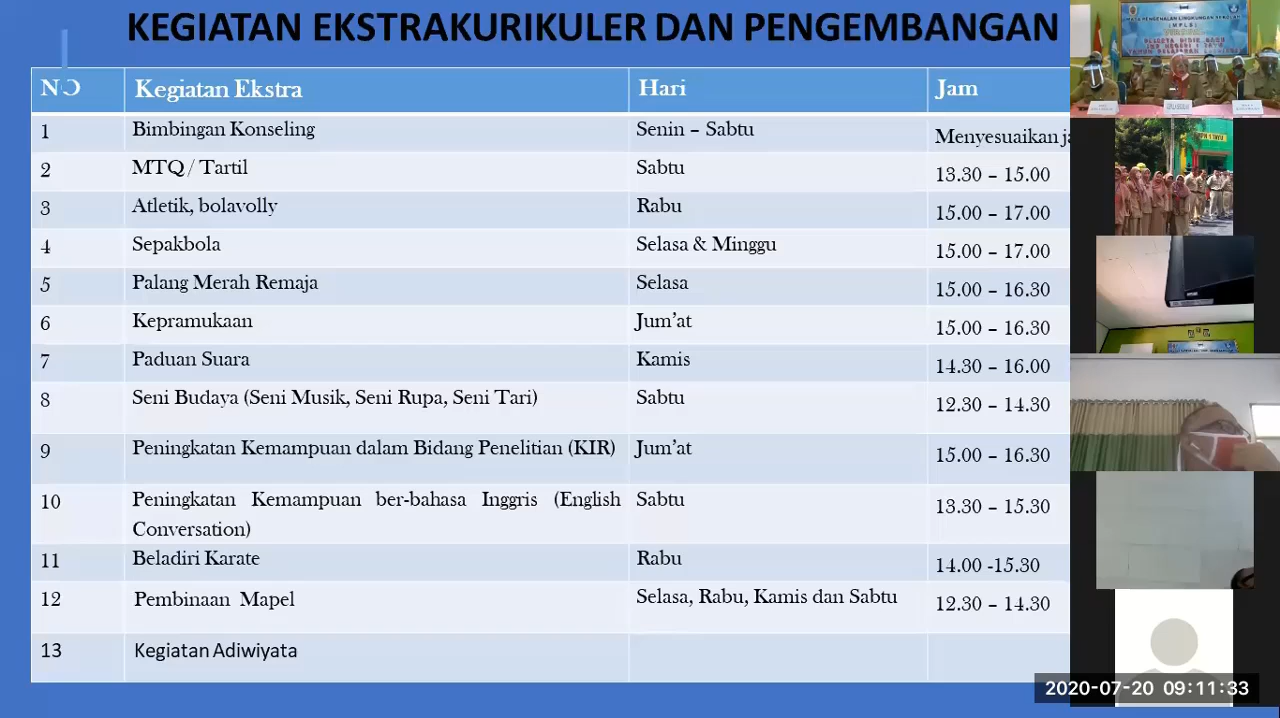 KEGIATAN EKSTRAKURIKULER DAN PENGEMBANGAN
NO Kegiatan Ekstra Hari Jam
1 Bimbingan Konseling Senin – Sabtu Menyesuaikan
2 MTQ / Tartil Sabtu 13.30 – 15.00
3 Atletik, bolavolly Rabu 15.00 – 17.00
4 Sepakbola Selasa & Minggu 15.00 – 17.00
5 Palang Merah Remaja Selasa 15.00 – 16.30
6 Kepramukaan Jum’at 15.00 – 16.30
7 Paduan Suara Kamis 14.30 – 16.00
8 Seni Budaya (Seni Musik, Seni Rupa, Seni Tari) Sabtu 12.30 – 14.30
9 Peningkatan Kemampuan dalam Bidang Penelitian (KIR) Jum’at 15.00 – 16.30
10 Peningkatan Kemampuan ber-bahasa Inggris (English Sabtu 13.30 – 15.30
Conversation)
11 Beladiri Karate Rabu 14.00 -15.30
12 Pembinaan Mapel Selasa, Rabu, Kamis dan Sabtu 12.30 – 14.30
13 Kegiatan Adiwiyata
MASA PENGENALAN LINGKUNGAN SEKOLAH
(MPLS)
2020-07-20 09:11:33